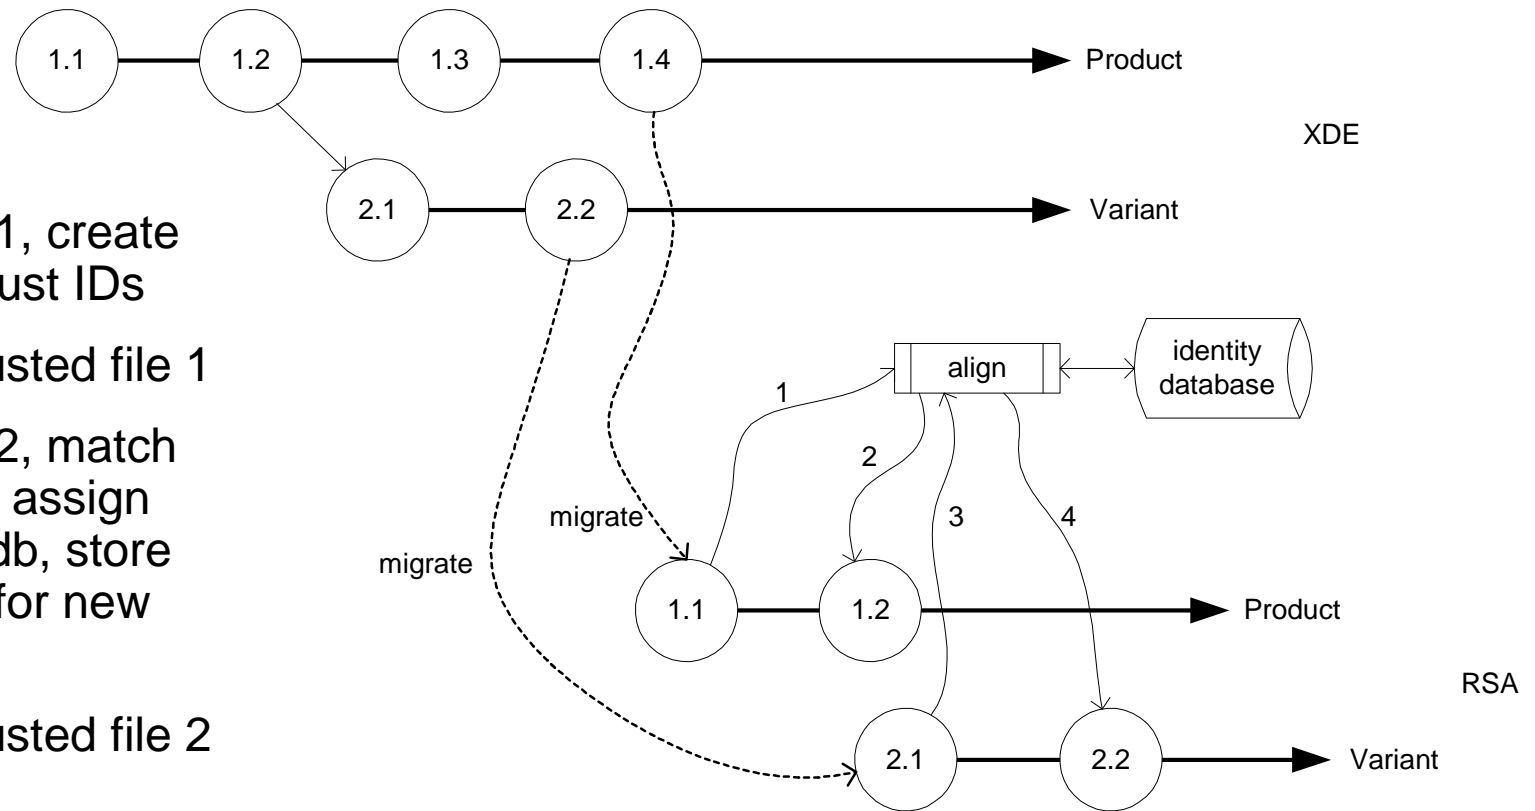 1.1
1.2
1.3
1.4
Product
XDE
2.1
2.2
Variant
1, create
ust IDs
usted file 1
2, match
assign
db, store
for new
usted file 2
align
identity
database
1
2
3
4
migrate
migrate
1.1
1.2
Product
RSA
2.1
2.2
Variant